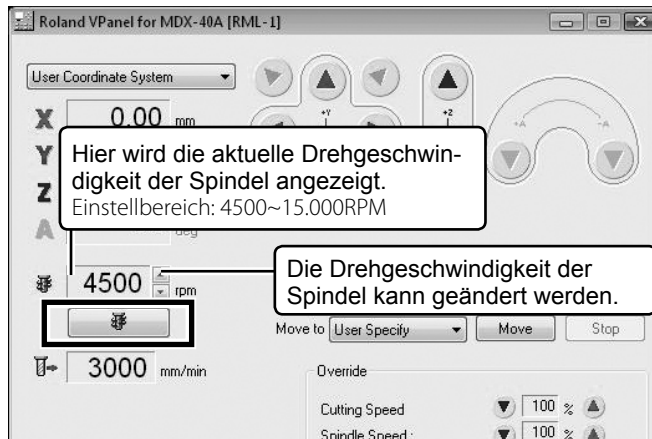 Roland VPanel for MDX-40A [RML-1]
User Coordinate System
X 0.00 mm
+Y
+Z
-A
Y
Hier wird die aktuelle Drehgeschwin-
digkeit der Spindel angezeigt.
Einstellbereich: 4500~15.000RPM
Z
A deg
4500 rpm
Die Drehgeschwindigkeit der
Spindel kann geändert werden.
Move to User Specify Move Stop
3000 mm/min
Override
Cutting Speed 100 %
Spindle Speed : 100 %